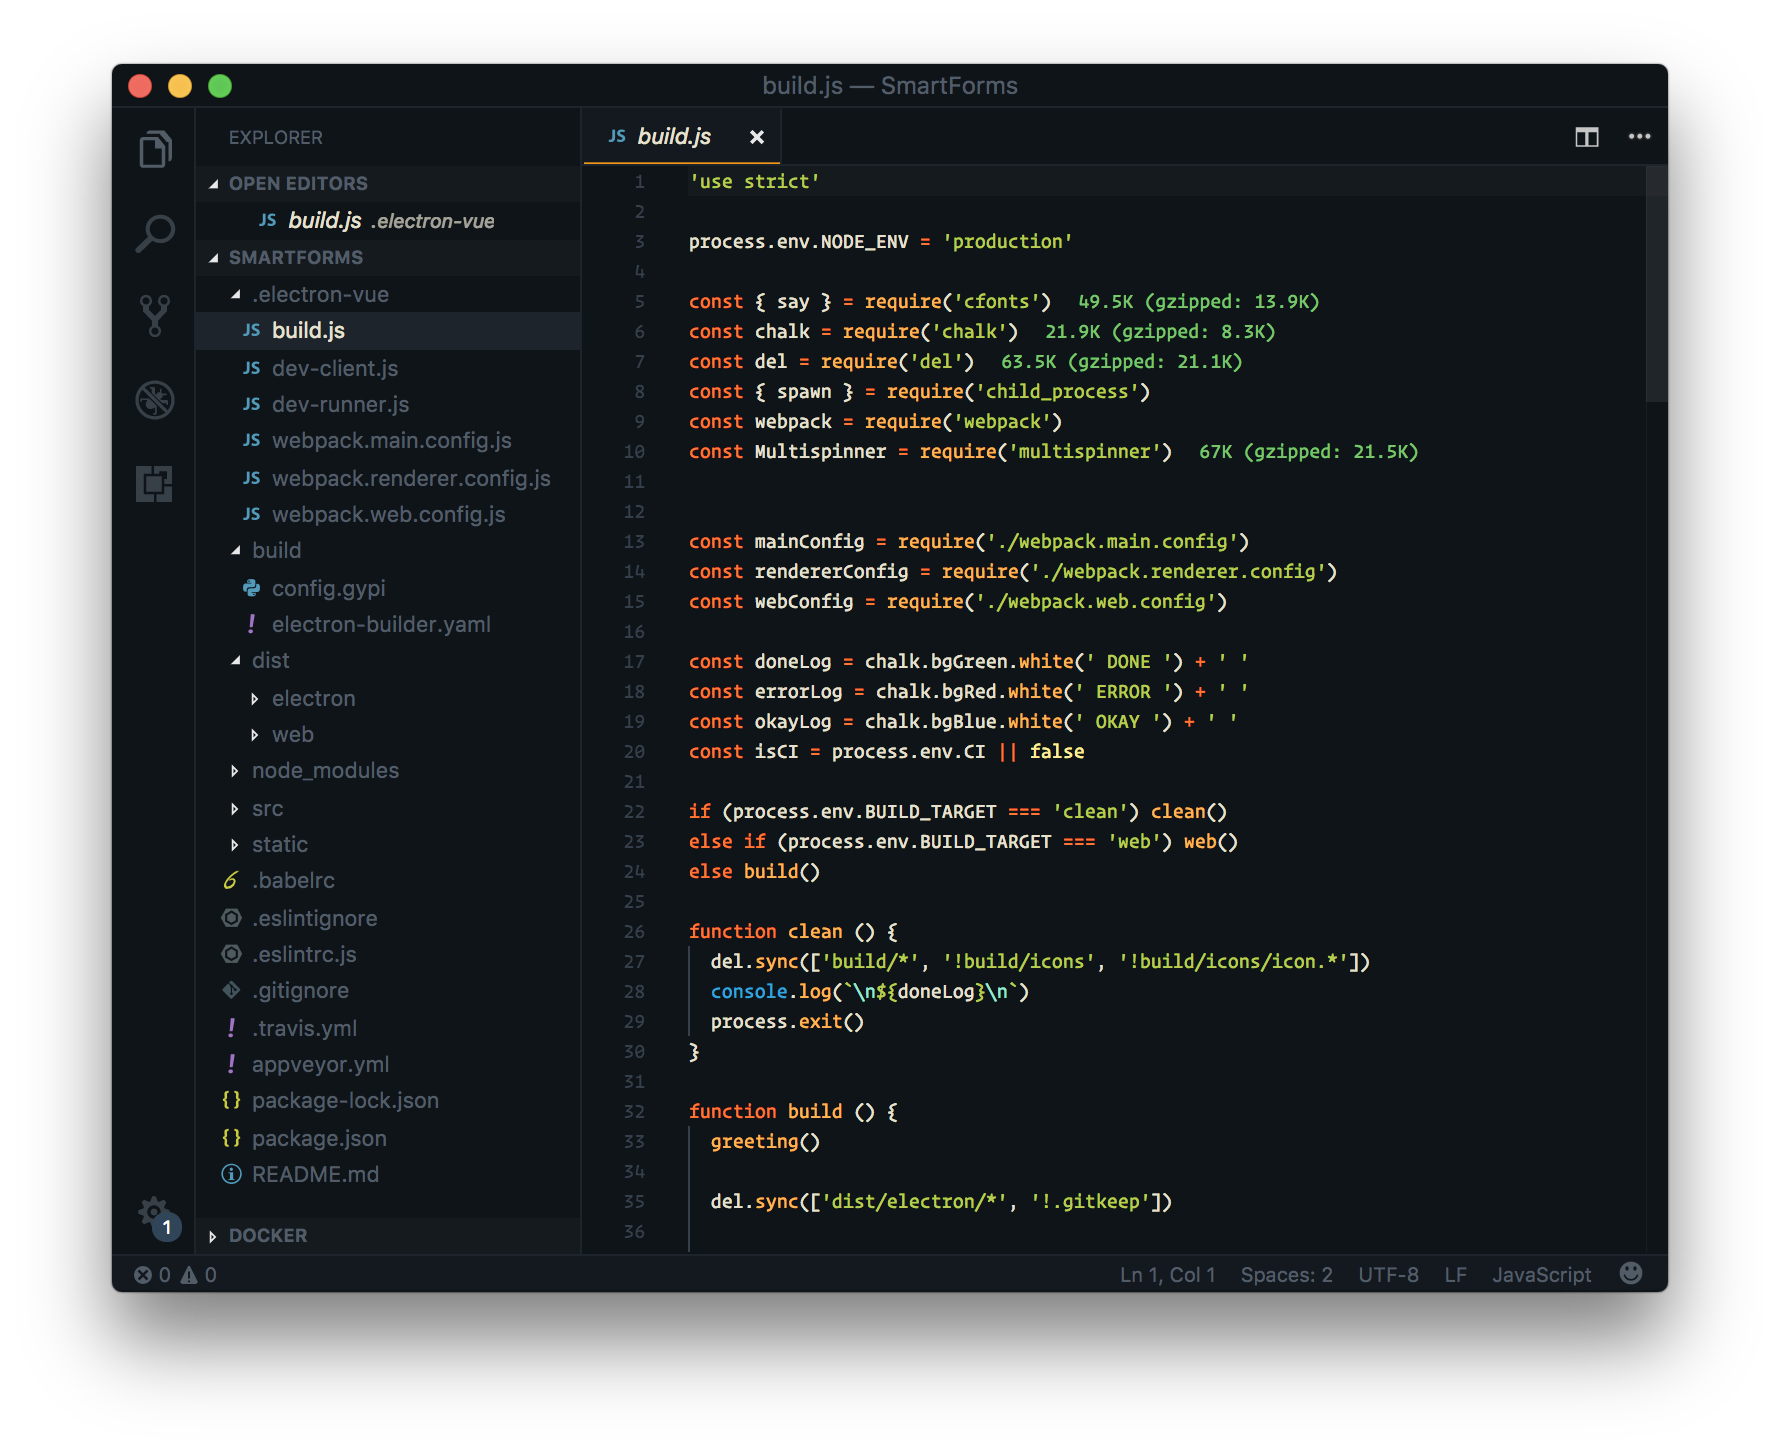 build.js — SmartForms
EXPLORER
OPEN EDITORS
JS build.js .electron-vue
SMARTFORMS
.electron-vue
JS build.js
JS dev-client.js
JS dev-runner.js
JS webpack.main.config.js
JS webpack.renderer.config.js
JS webpack.web.config.js
build
config.gypi
! electron-builder.yaml
dist
electron
web
node_modules
src
static
.babelrc
.eslintignore
.eslintrc.js
.gitignore
! .travis.yml
! appveyor.yml
{} package-lock.json
{} package.json
README.md
DOCKER
1
JS build.js
1 'use strict'
2
3 process.env.NODE_ENV = 'production'
4
5 const { say } = require('cfonts') 49.5K (gzipped: 13.9K)
6 const chalk = require('chalk') 21.9K (gzipped: 8.3K)
7 const del = require('del') 63.5K (gzipped: 21.1K)
8 const { spawn } = require('child_process')
9 const webpack = require('webpack')
10 const Multispinner = require('multispinner') 67K (gzipped: 21.5K)
11
12
13 const mainConfig = require('./webpack.main.config')
14 const rendererConfig = require('./webpack.renderer.config')
15 const webConfig = require('./webpack.web.config')
16
17 const doneLog = chalk.bgGreen.white(' DONE ') + ' '
18 const errorLog = chalk.bgRed.white(' ERROR ') + ' '
19 const okayLog = chalk.bgBlue.white(' OKAY ') + ' '
20 const isCI = process.env.CI || false
21
22 if (process.env.BUILD_TARGET === 'clean') clean()
23 else if (process.env.BUILD_TARGET === 'web') web()
24 else build()
25
26 function clean () {
27 del.sync(['build/*', '!build/icons', '!build/icons/icon.*'])
28 console.log(`\n${doneLog}\n`)
29 process.exit()
30 }
31
32 function build () {
33 greeting()
34
35 del.sync(['dist/electron/*', '!.gitkeep'])
36
0 0
Ln 1, Col 1 Spaces: 2 UTF-8 LF JavaScript